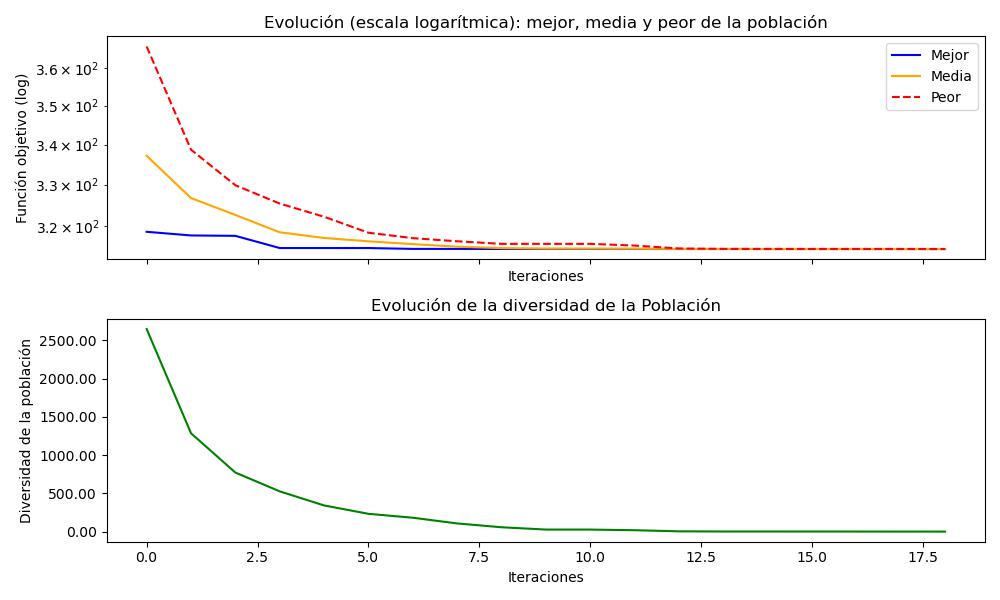 Evolución (escala logarítmica): mejor, media y peor de la población
Función objetivo (log)
3.6 × 10²
3.5 × 10²
3.4 × 10²
3.3 × 10²
3.2 × 10²
Mejor
Media
Peor
Iteraciones
Evolución de la diversidad de la Población
Diversidad de la población
2500.00
2000.00
1500.00
1000.00
500.00
0.00
0.0 2.5 5.0 7.5 10.0 12.5 15.0 17.5
Iteraciones